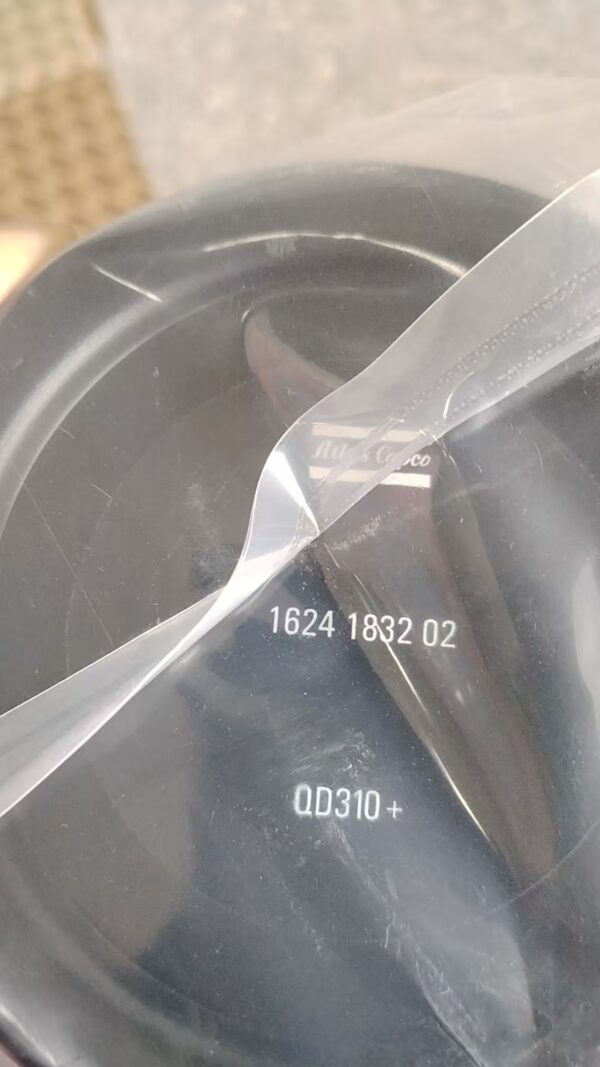 Atlas Copco
1624 1832 02
QD310+